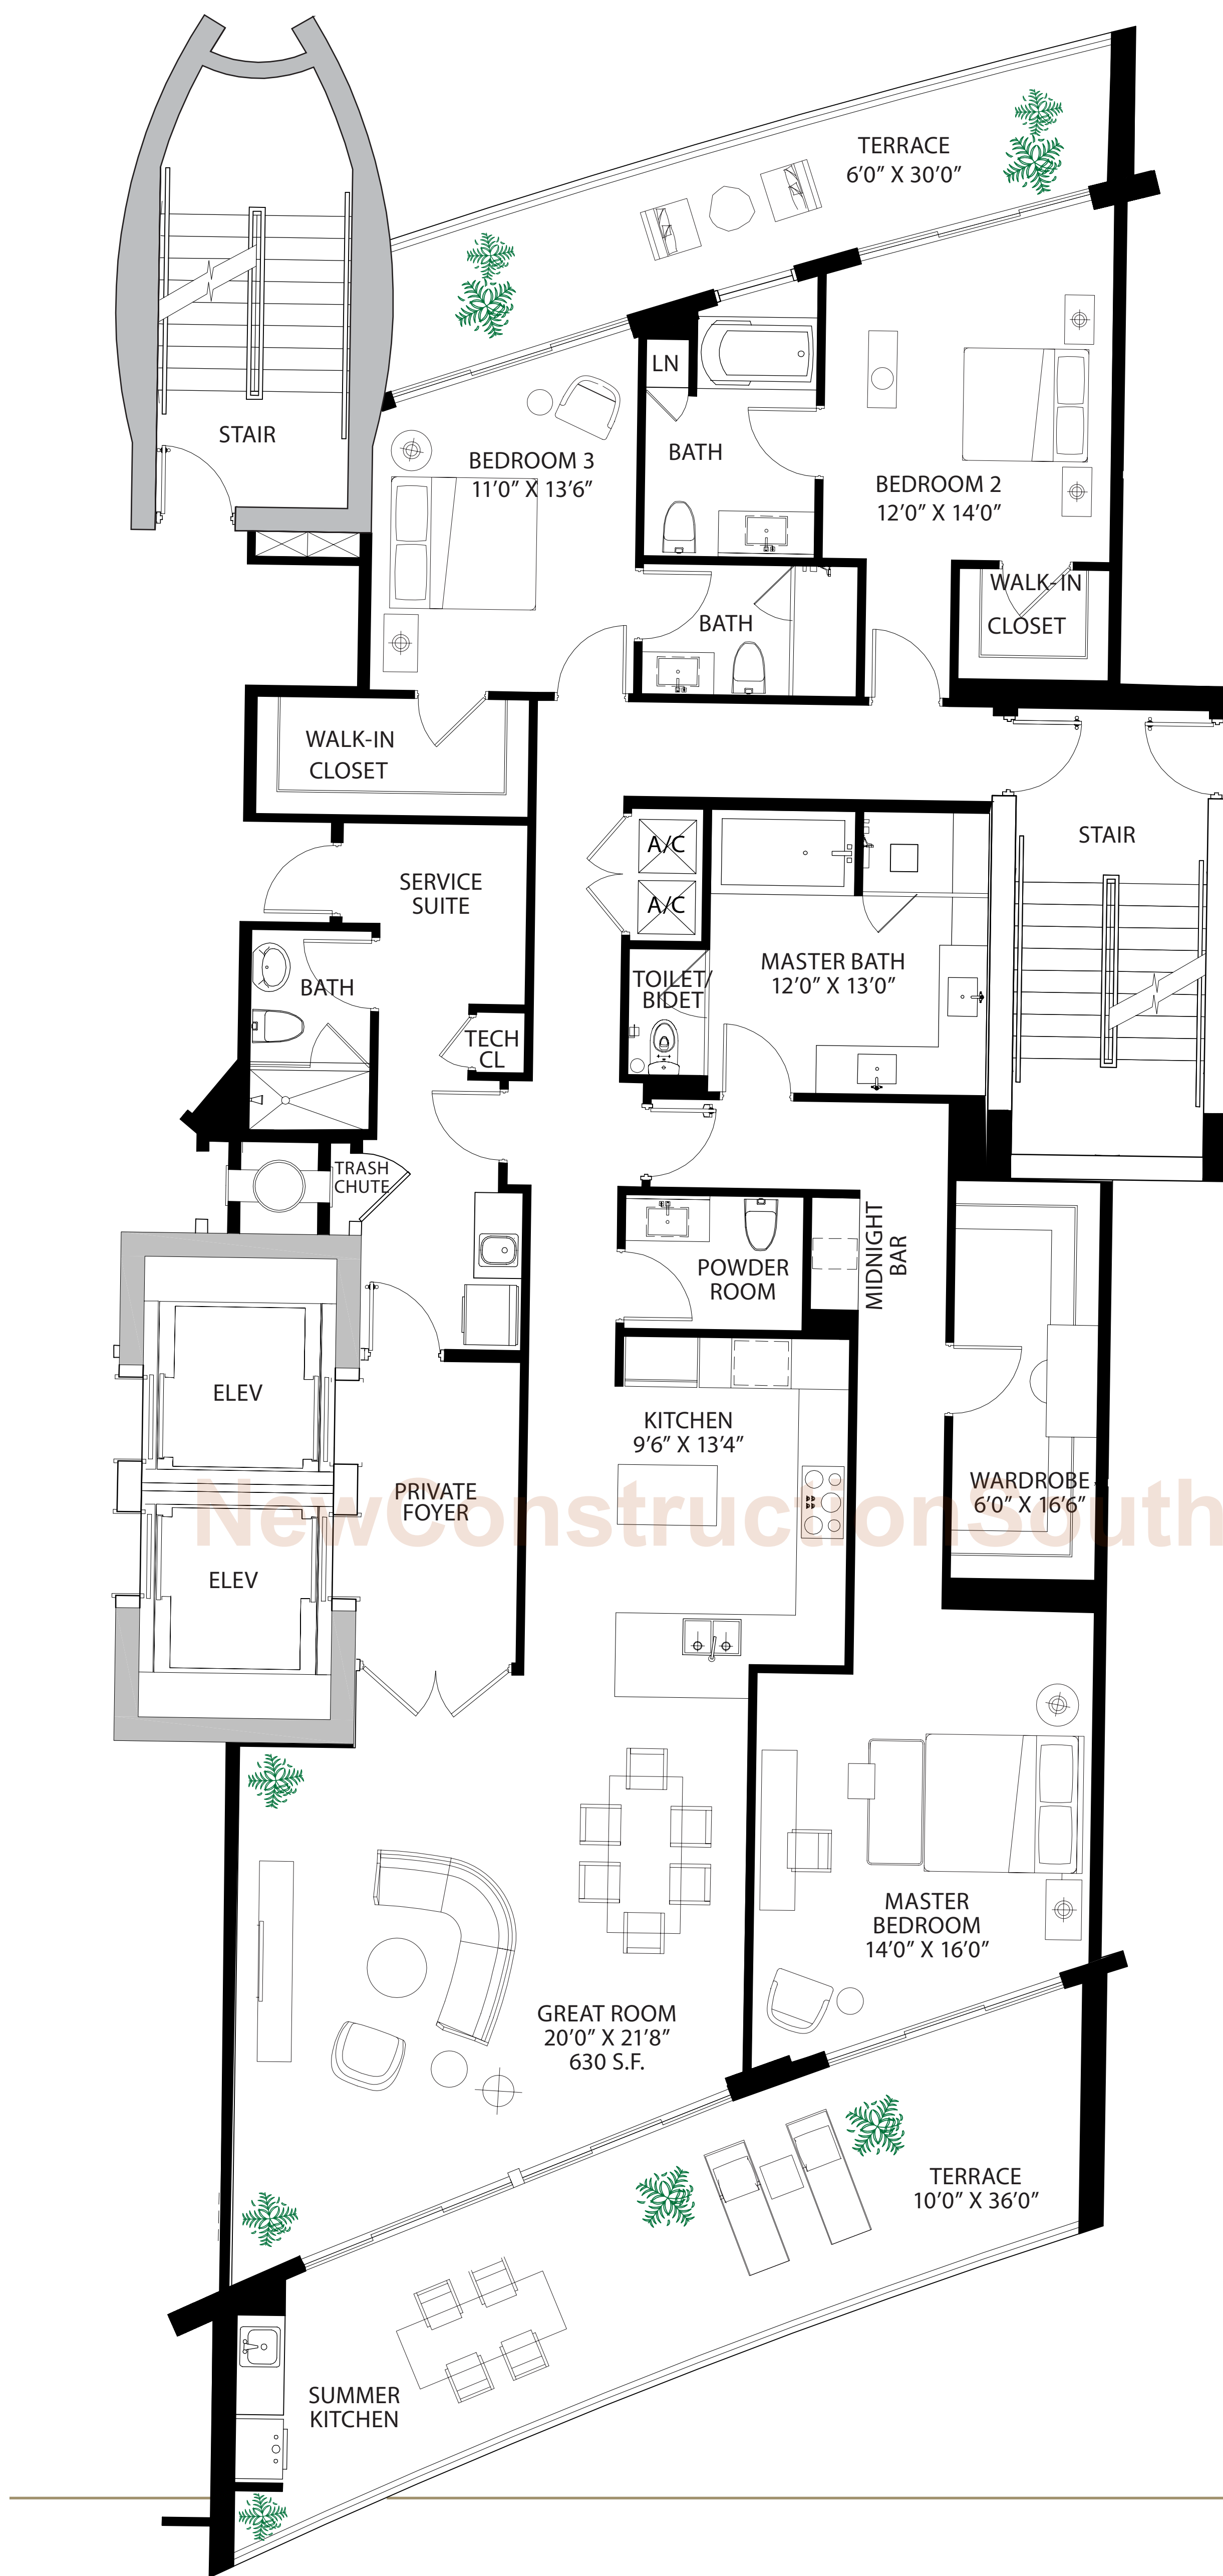 TERRACE
6’0” X 30’0”
STAIR
LN
BEDROOM 3
11’0” X 13’6”
BATH
BEDROOM 2
12’0” X 14’0”
WALK-IN
CLOSET
BATH
WALK-IN
CLOSET
STAIR
A/C
A/C
SERVICE
SUITE
MASTER BATH
12’0” X 13’0”
TOILET/
BIDET
BATH
TECH
CL
TRASH
CHUTE
MIDNIGHT
BAR
POWDER
ROOM
ELEV
KITCHEN
9’6” X 13’4”
PRIVATE
FOYER
WARDROBE
6’0” X 16’6”
NewConstructionSouth
ELEV
MASTER
BEDROOM
14’0” X 16’0”
GREAT ROOM
20’0” X 21’8”
630 S.F.
TERRACE
10’0” X 36’0”
SUMMER
KITCHEN